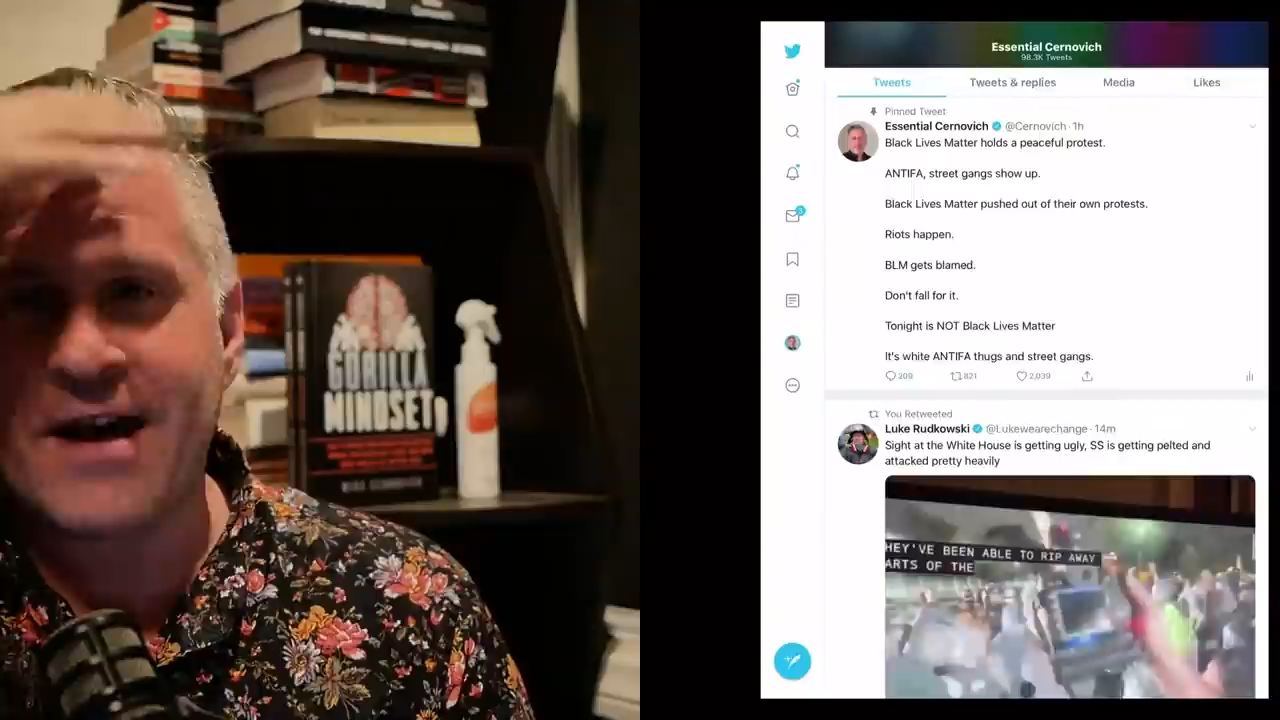 GORILLA
MINDSET
Essential Cernovich
98.3K Tweets
Tweets
Tweets & replies
Media
Likes
Pinned Tweet
Essential Cernovich @Cernovich · 1h
Black Lives Matter holds a peaceful protest.
ANTIFA, street gangs show up.
Black Lives Matter pushed out of their own protests.
Riots happen.
BLM gets blamed.
Don't fall for it.
Tonight is NOT Black Lives Matter
It's white ANTIFA thugs and street gangs.
209
821
2,039
You Retweeted
Luke Rudkowski @Lukewearechange · 14m
Sight at the White House is getting ugly, SS is getting pelted and
attacked pretty heavily
HEY'VE BEEN ABLE TO RIP AWAY
ARTS OF THE